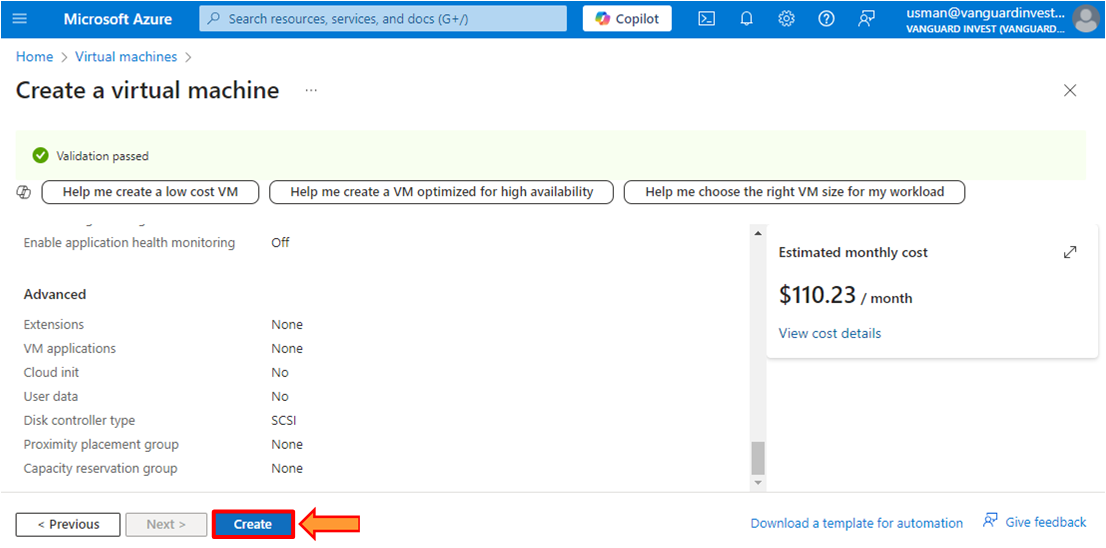 Microsoft Azure
Search resources, services, and docs (G+/)
Copilot
usman@vanguardinvest...
VANGUARD INVEST (VANGUARD...
Home > Virtual machines >
Create a virtual machine ...
Validation passed
Help me create a low cost VM
Help me create a VM optimized for high availability
Help me choose the right VM size for my workload
Enable application health monitoring Off
Advanced
Extensions None
VM applications None
Cloud init No
User data No
Disk controller type SCSI
Proximity placement group None
Capacity reservation group None
Estimated monthly cost
$110.23 / month
View cost details
< Previous
Next >
Create
Download a template for automation
Give feedback